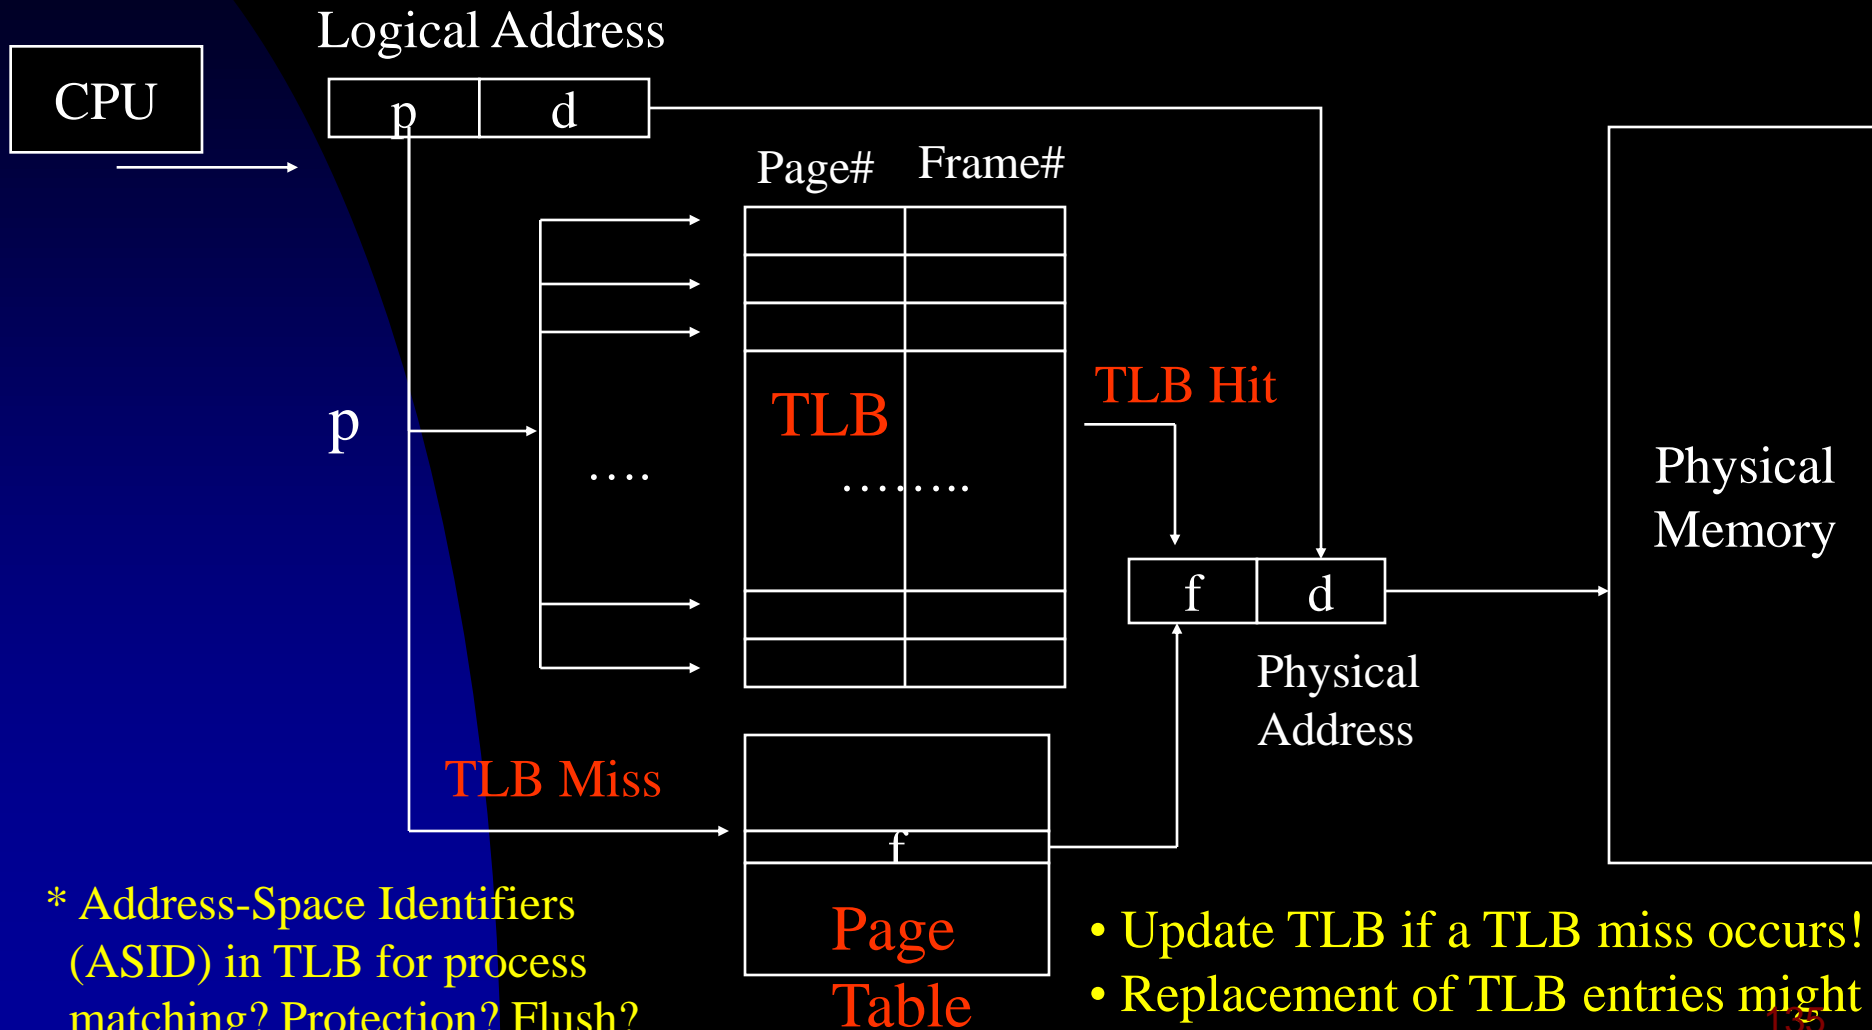 Logical Address
CPU
p d
Page# Frame#
TLB Hit
TLB
p
....
........
Physical
Memory
f d
Physical
Address
TLB Miss
f
* Address-Space Identifiers
(ASID) in TLB for process
matching? Protection? Flush?
Page
Table
• Update TLB if a TLB miss occurs!
• Replacement of TLB entries might